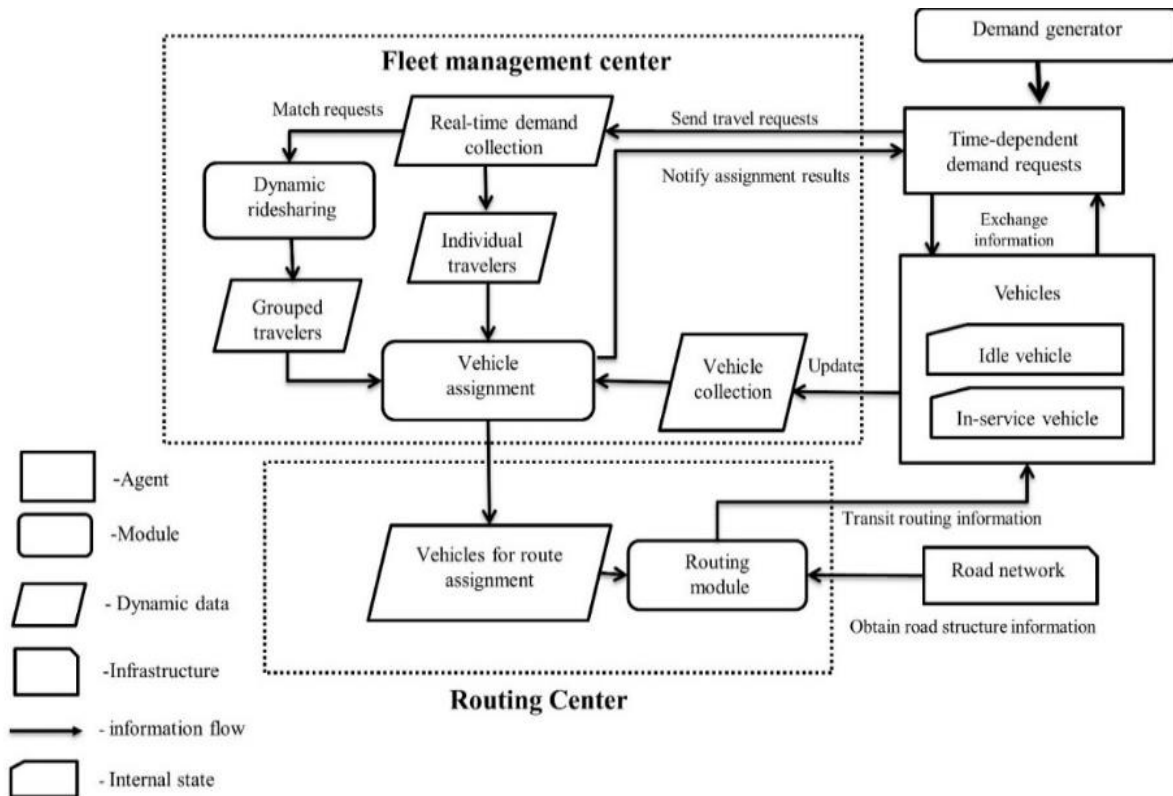 Demand generator
Fleet management center
Match requests
Real-time demand
collection
Send travel requests
Time-dependent
demand requests
Notify assignment results
Dynamic
ridesharing
Individual
travelers
Exchange
information
Grouped
travelers
Vehicles
Idle vehicle
In-service vehicle
Vehicle
assignment
Vehicle
collection
Update
-Agent
-Module
- Dynamic data
-Infrastructure
- information flow
- Internal state
Transit routing information
Vehicles for route
assignment
Routing
module
Road network
Obtain road structure information
Routing Center